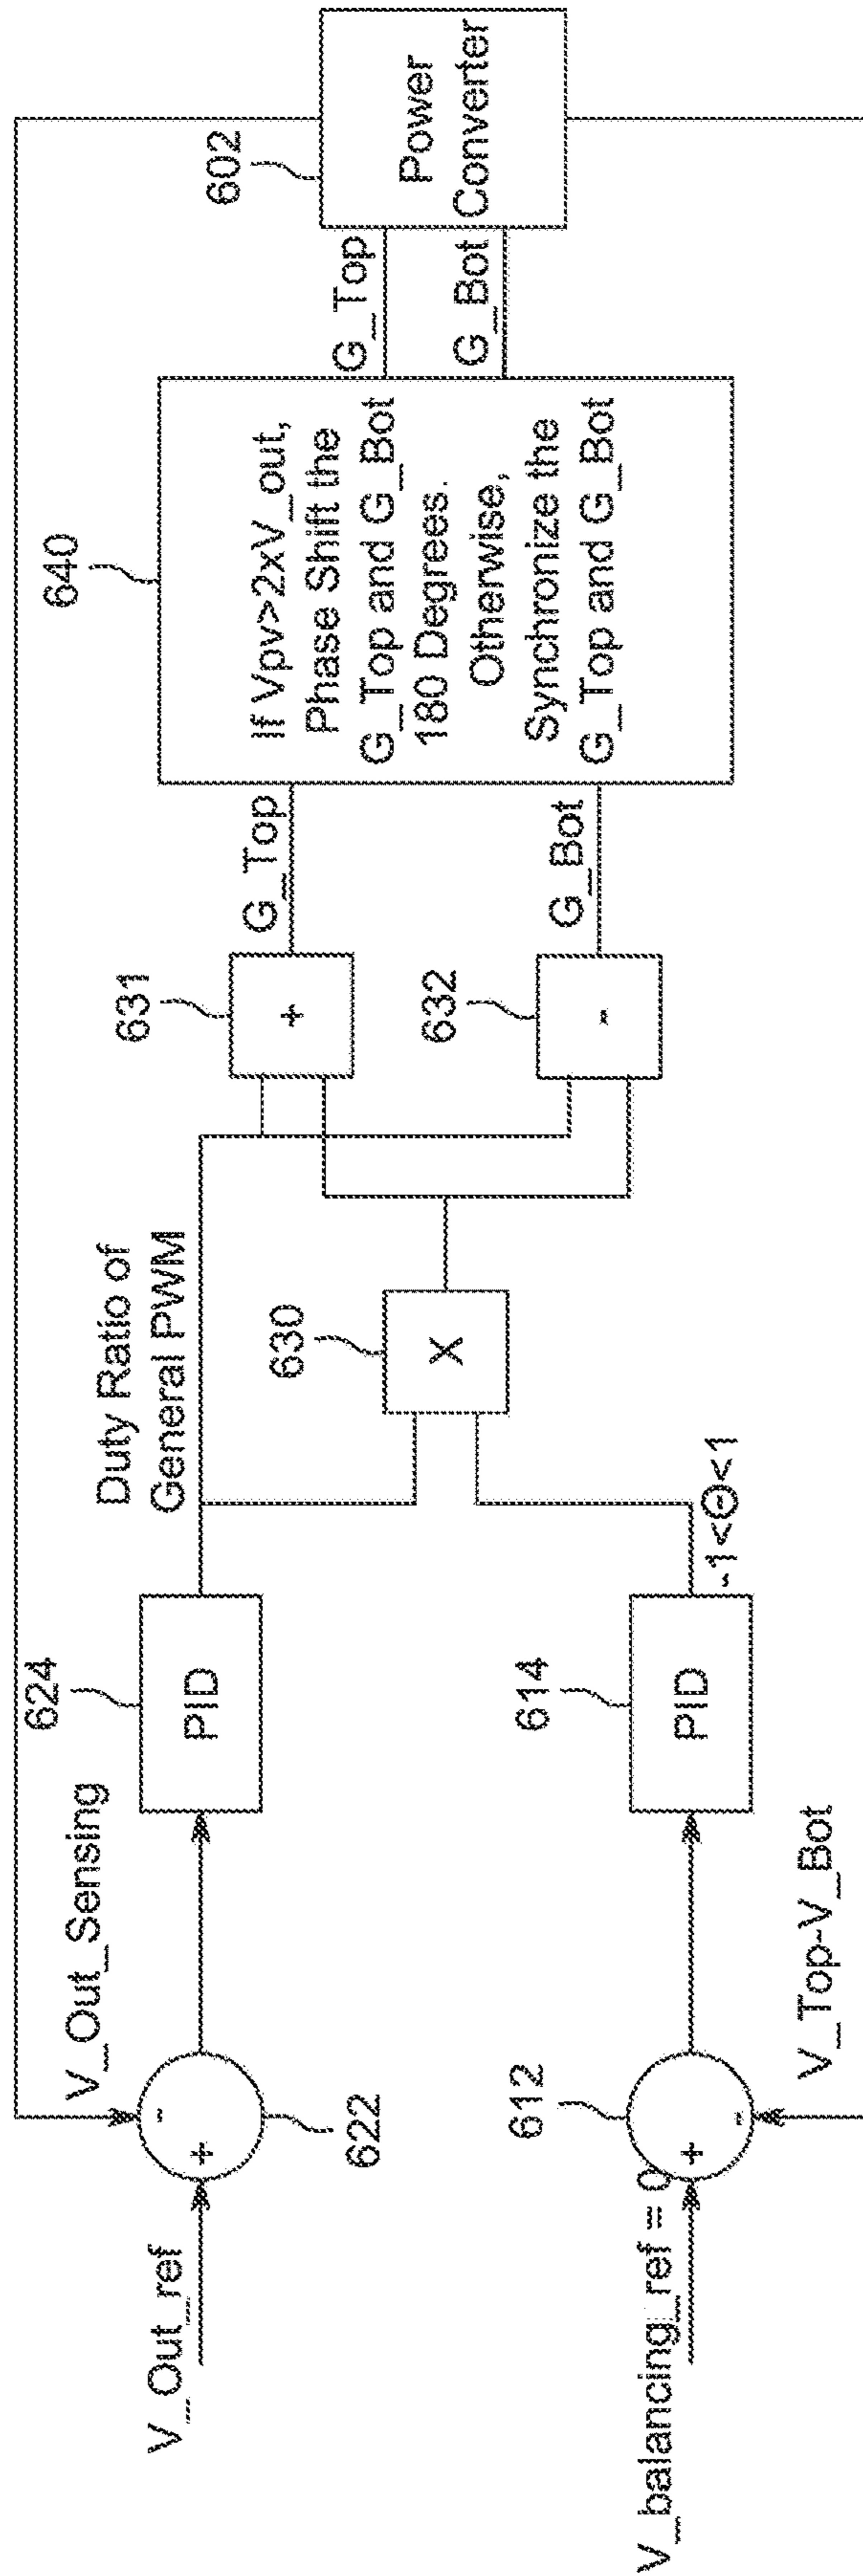 V_Out_ref
V_Out_Sensing
622
624
PID
Duty Ratio of
General PWM
V_balancing_ref = 0
612
V_Top-V_Bot
614
PID
-1<Θ<1
630
X
631
+
632
-
G_Top
G_Bot
640
If Vpv>2xV_out,
Phase Shift the
G_Top and G_Bot
180 Degrees.
Otherwise,
Synchronize the
G_Top and G_Bot
G_Top
G_Bot
602
Power
Converter
+
-
+
-